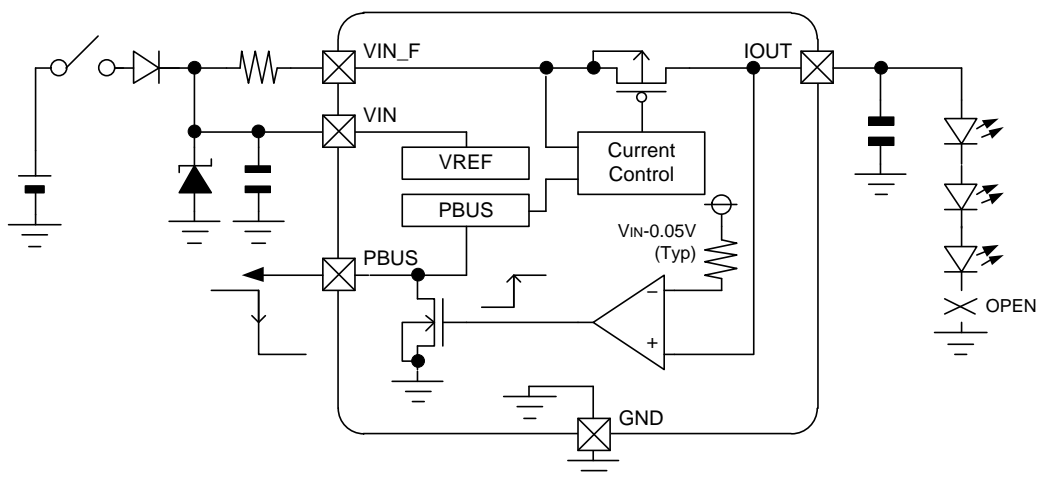 VIN_F
IOUT
VIN
VREF
Current
Control
PBUS
VIN-0.05V
(Typ)
PBUS
−
+
OPEN
GND